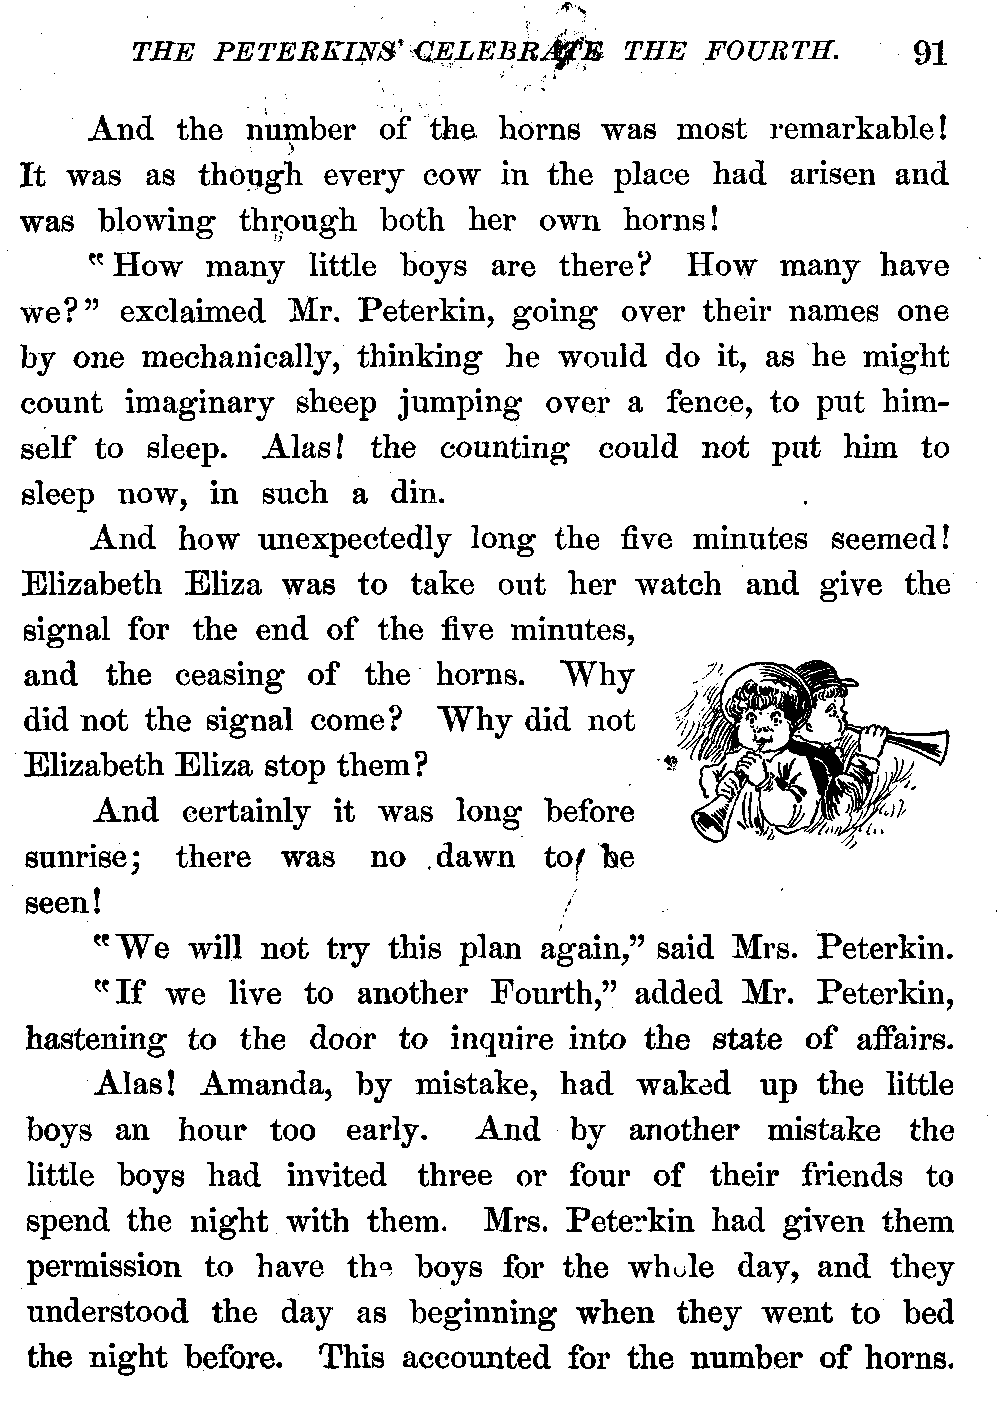 THE PETERKINS' CELEBRATE THE FOURTH. 91
And the number of the horns was most remarkable!
It was as though every cow in the place had arisen and
was blowing through both her own horns!
"How many little boys are there? How many have
we?" exclaimed Mr. Peterkin, going over their names one
by one mechanically, thinking he would do it, as he might
count imaginary sheep jumping over a fence, to put him-
self to sleep. Alas! the counting could not put him to
sleep now, in such a din.
And how unexpectedly long the five minutes seemed!
Elizabeth Eliza was to take out her watch and give the
signal for the end of the five minutes,
and the ceasing of the horns. Why
did not the signal come? Why did not
Elizabeth Eliza stop them?
And certainly it was long before
sunrise; there was no dawn to be
seen!
"We will not try this plan again," said Mrs. Peterkin.
"If we live to another Fourth," added Mr. Peterkin,
hastening to the door to inquire into the state of affairs.
Alas! Amanda, by mistake, had waked up the little
boys an hour too early. And by another mistake the
little boys had invited three or four of their friends to
spend the night with them. Mrs. Peterkin had given them
permission to have the boys for the whole day, and they
understood the day as beginning when they went to bed
the night before. This accounted for the number of horns.